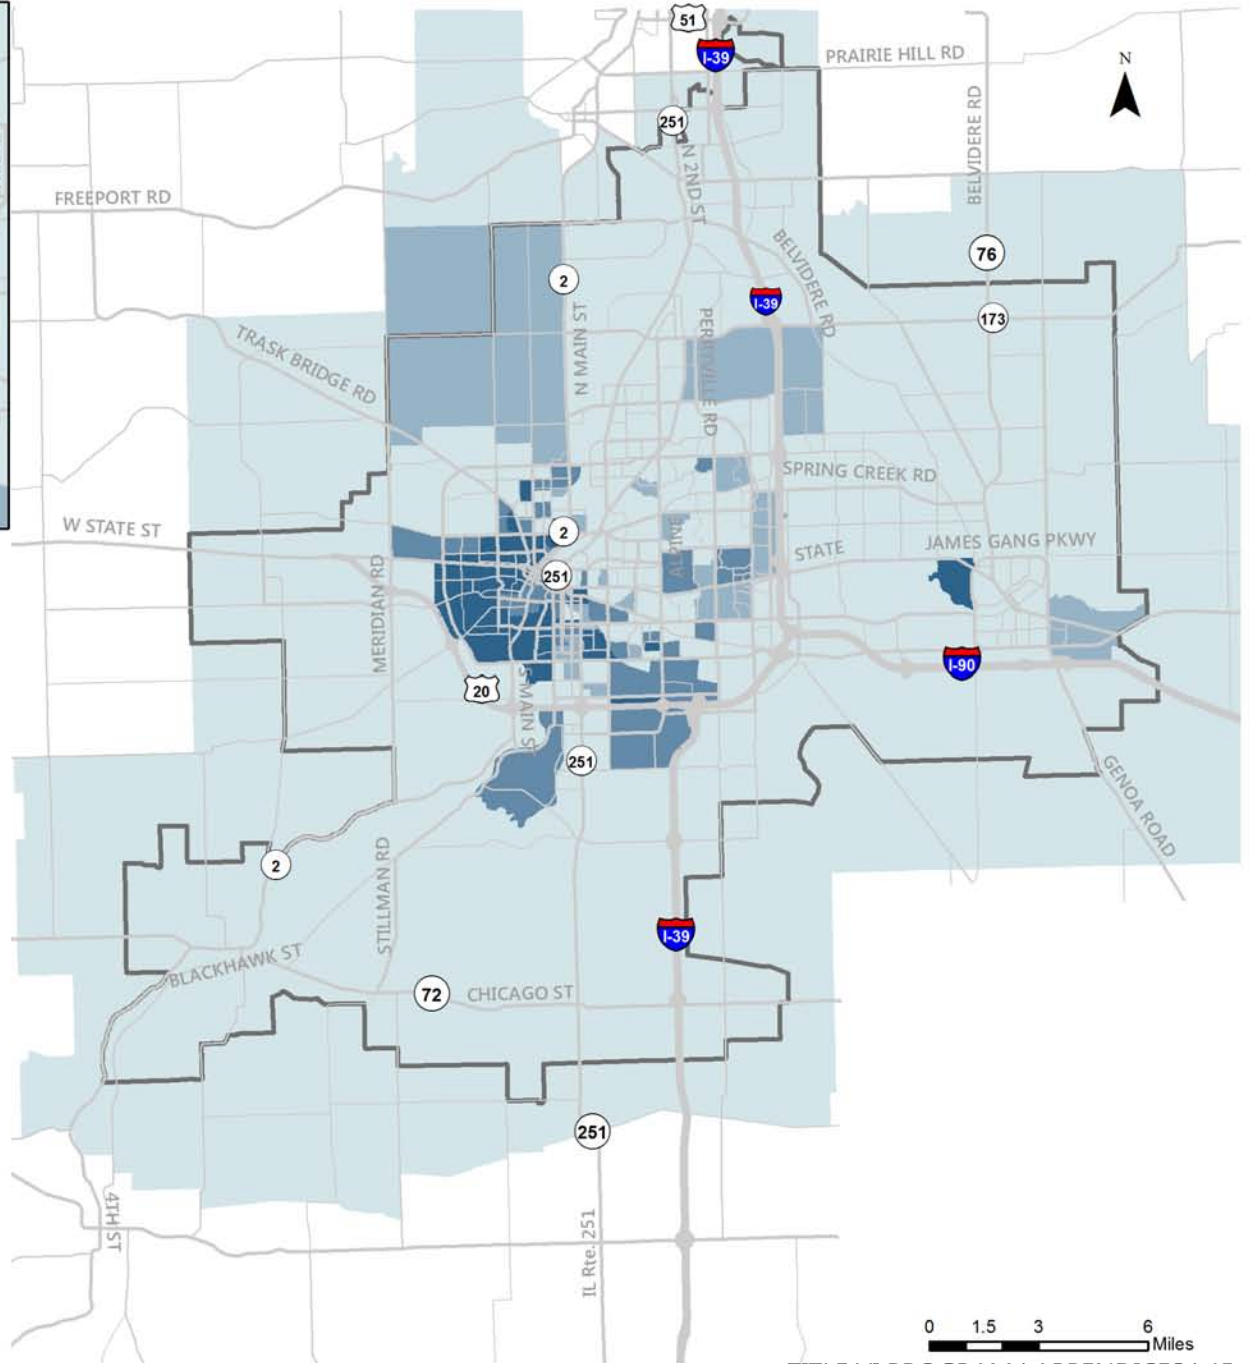 51
I-39
PRAIRIE HILL RD
N
251
BELVIDERE RD
N 2ND ST
FREEPORT RD
BELVIDERE RD
76
2
I-39
173
N MAIN ST
PERRYVILLE RD
TRASK BRIDGE RD
SPRING CREEK RD
W STATE ST
2
ALPINE
STATE
JAMES GANG PKWY
251
MERIDIAN RD
I-90
20
S MAIN ST
251
GENOA ROAD
2
STILLMAN RD
I-39
BLACKHAWK ST
72
CHICAGO ST
251
4TH ST
IL Rte. 251
0 1.5 3 6
Miles